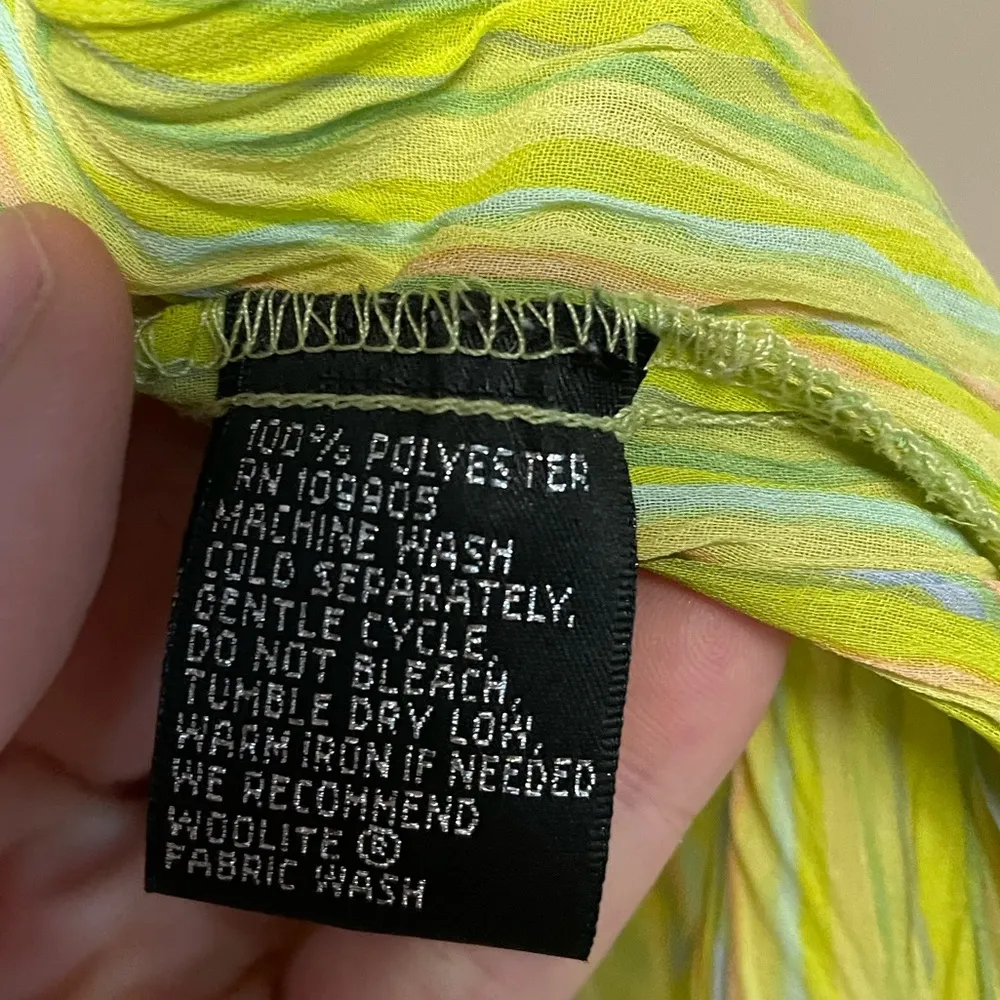 100% POLYESTER
RN 109905
MACHINE WASH
COLD SEPARATELY,
GENTLE CYCLE,
DO NOT BLEACH,
TUMBLE DRY LOW,
WARM IRON IF NEEDED
WE RECOMMEND
WOOLITE ®
FABRIC WASH